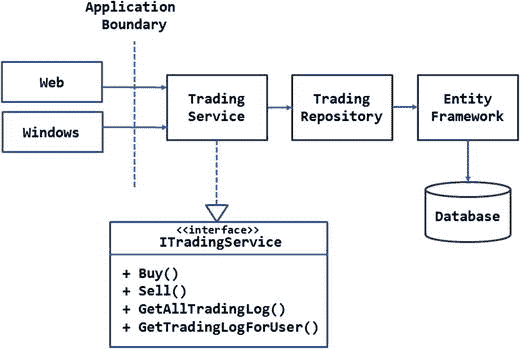 Application
Boundary
Web
Windows
Trading
Service
Trading
Repository
Entity
Framework
Database
<<interface>>
ITradingService
+ Buy()
+ Sell()
+ GetAllTradingLog()
+ GetTradingLogForUser()